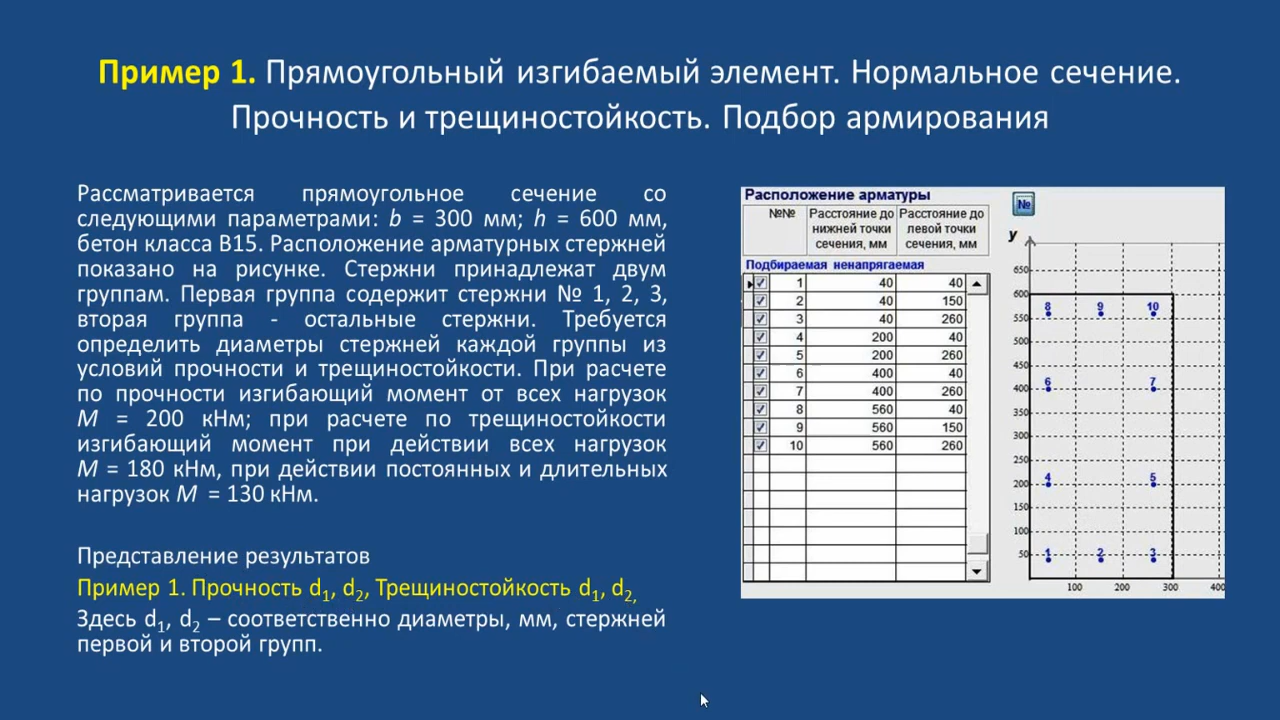 Пример 1. Прямоугольный изгибаемый элемент. Нормальное сечение.
Прочность и трещиностойкость. Подбор армирования
Рассматривается прямоугольное сечение со
следующими параметрами: b = 300 мм; h = 600 мм,
бетон класса В15. Расположение арматурных стержней
показано на рисунке. Стержни принадлежат двум
группам. Первая группа содержит стержни № 1, 2, 3,
вторая группа - остальные стержни. Требуется
определить диаметры стержней каждой группы из
условий прочности и трещиностойкости. При расчете
по прочности изгибающий момент от всех нагрузок
M = 200 кНм; при расчете по трещиностойкости
изгибающий момент при действии всех нагрузок
M = 180 кНм, при действии постоянных и длительных
нагрузок M = 130 кНм.
Представление результатов
Пример 1. Прочность d1, d2, Трещиностойкость d1, d2,
Здесь d1, d2 – соответственно диаметры, мм, стержней
первой и второй групп.
Расположение арматуры
№№ Расстояние до Расстояние до
нижней точки левой точки
сечения, мм сечения, мм
Подбираемая ненапрягаемая
1 40 40
2 40 150
3 40 260
4 200 40
5 200 260
6 400 40
7 400 260
8 560 40
9 560 150
10 560 260
№
y
650
600
8 9 10
550
500
450
6 7
400
350
300
250
4 5
200
150
100
1 2 3
50
100 200 300 400